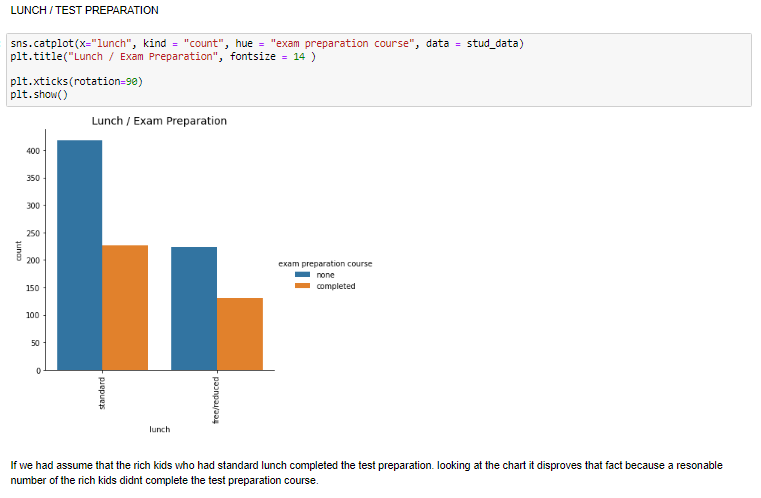 LUNCH / TEST PREPARATION
sns.catplot(x="lunch", kind = "count", hue = "exam preparation course", data = stud_data)
plt.title("Lunch / Exam Preparation", fontsize = 14 )
plt.xticks(rotation=90)
plt.show()
Lunch / Exam Preparation
400
350
300
250
200
150
100
50
0
count
standard
free/reduced
lunch
exam preparation course
none
completed
If we had assume that the rich kids who had standard lunch completed the test preparation. looking at the chart it disproves that fact because a resonable
number of the rich kids didnt complete the test preparation course.